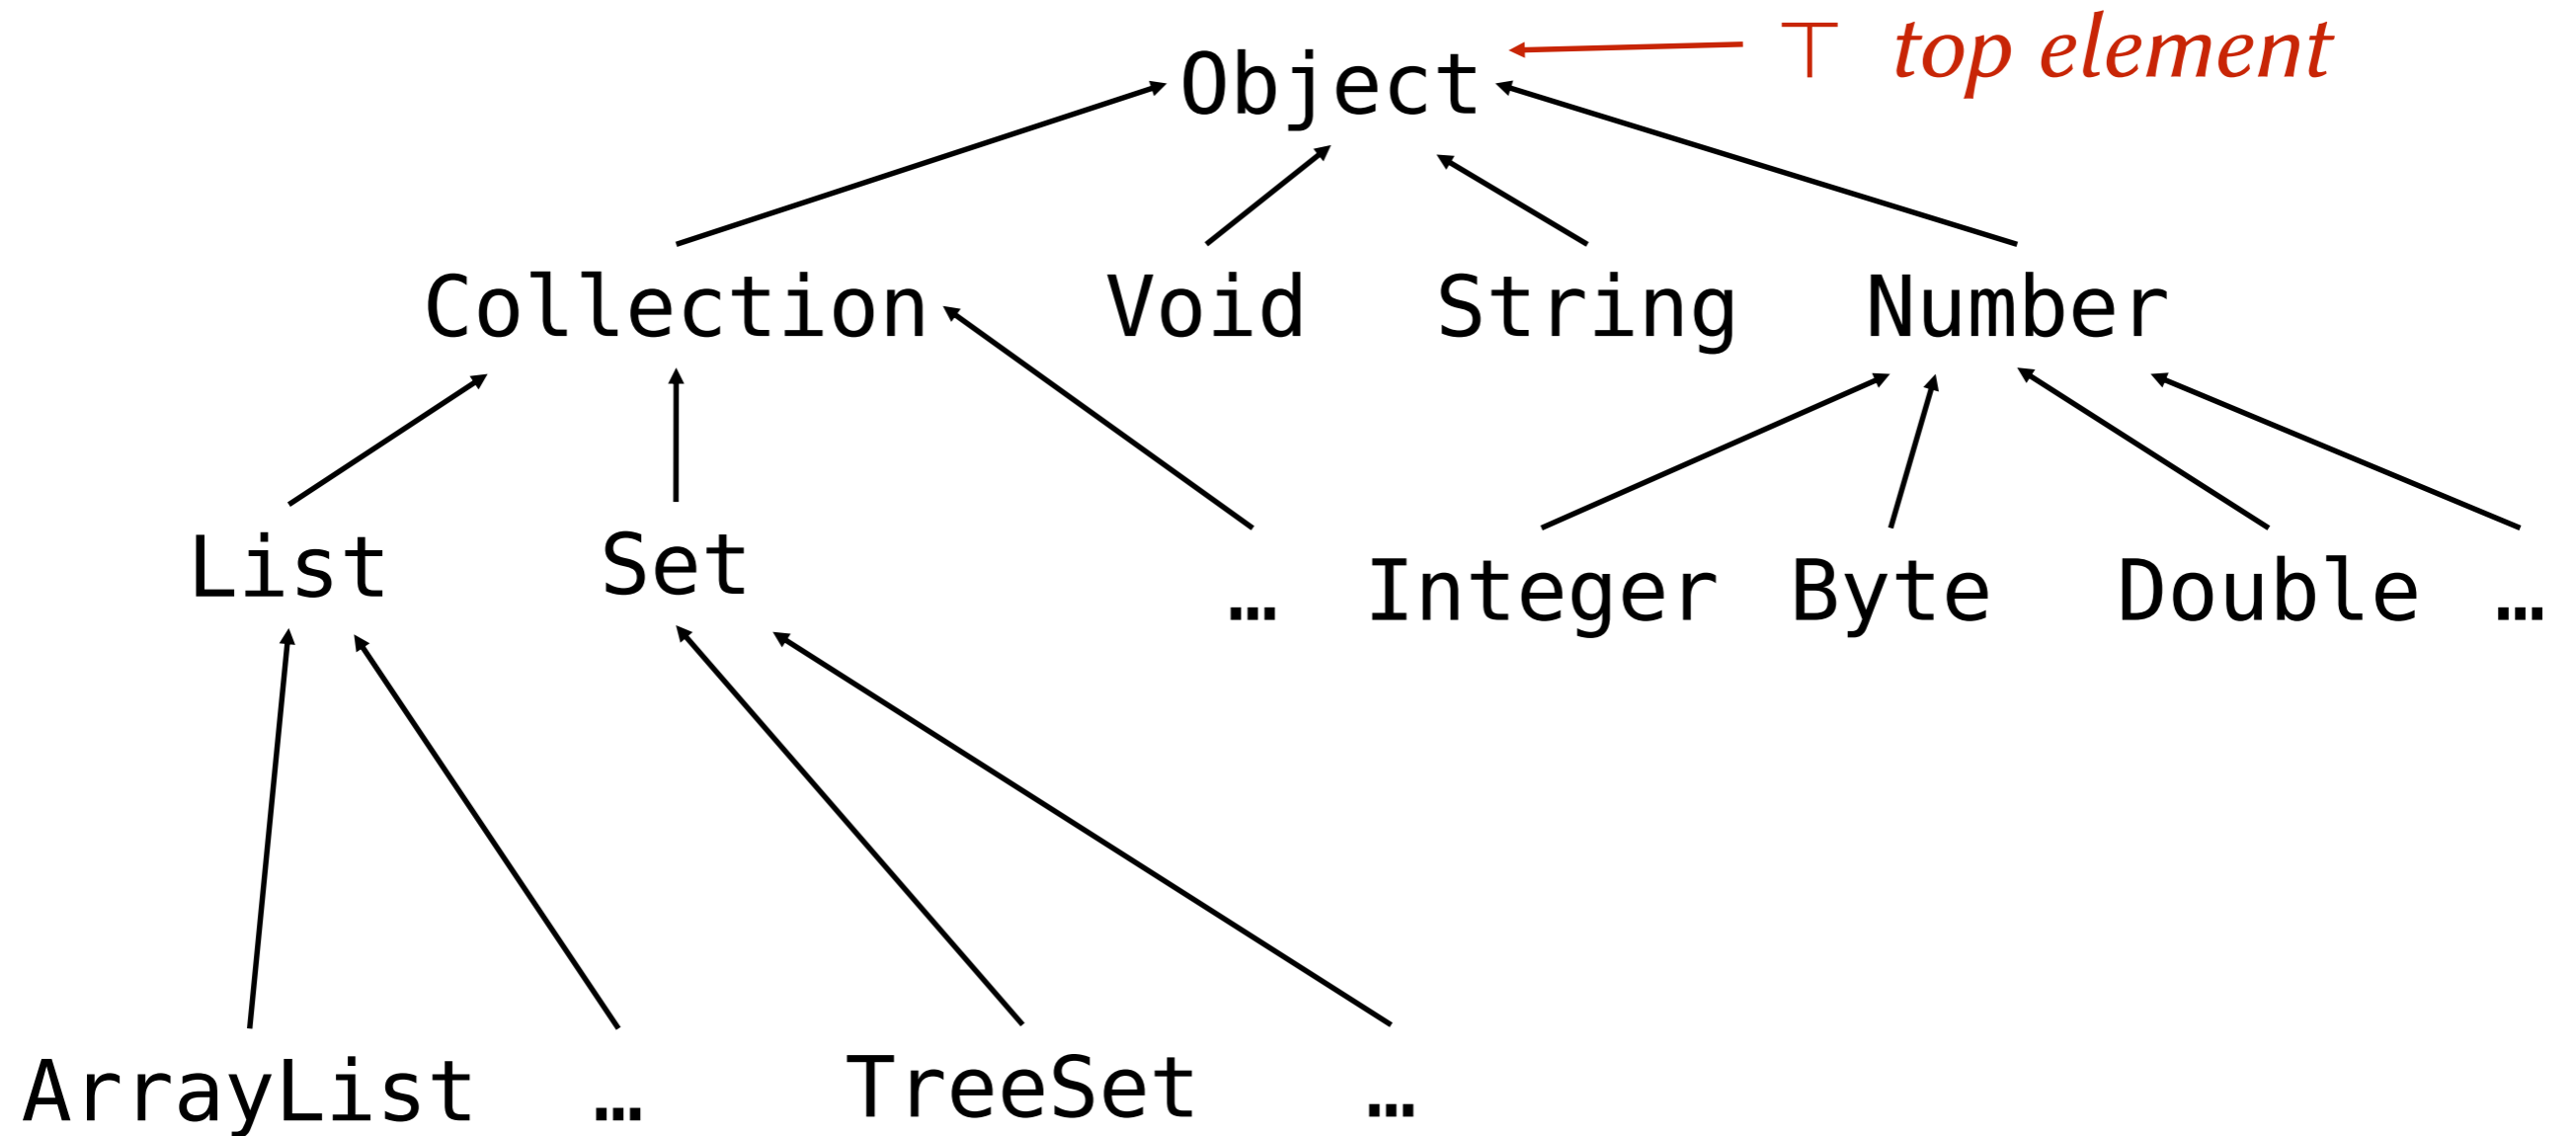 Object ⊤ top element
Collection Void String Number
List Set … Integer Byte Double …
ArrayList … TreeSet …